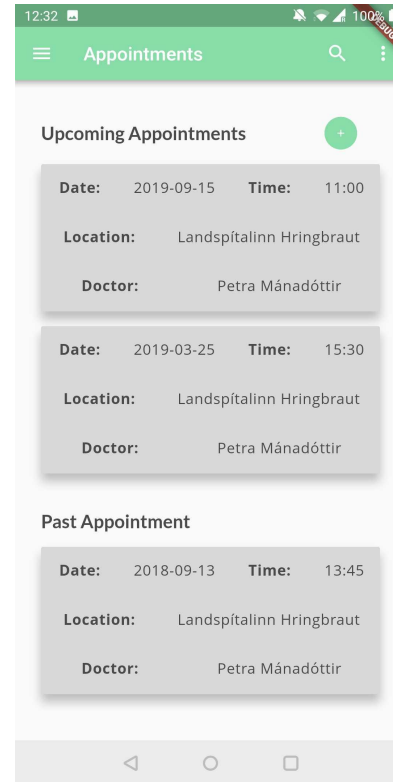 12:32 100%
DEBUG
Appointments
Upcoming Appointments +
Date: 2019-09-15 Time: 11:00
Location: Landspítalinn Hringbraut
Doctor: Petra Mánadóttir
Date: 2019-03-25 Time: 15:30
Location: Landspítalinn Hringbraut
Doctor: Petra Mánadóttir
Past Appointment
Date: 2018-09-13 Time: 13:45
Location: Landspítalinn Hringbraut
Doctor: Petra Mánadóttir